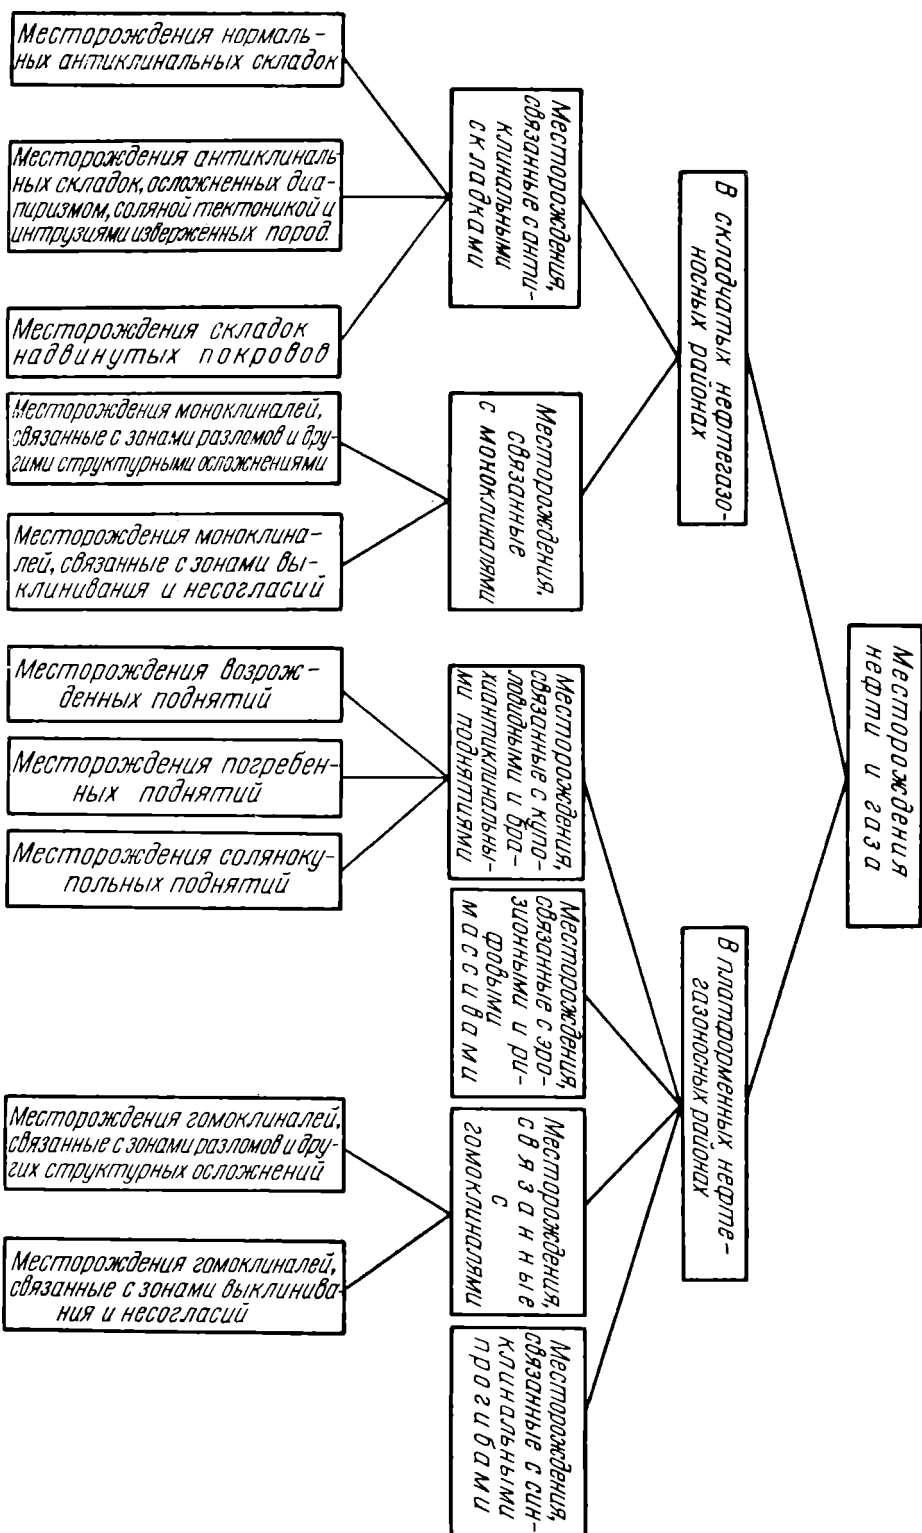 Месторождения
нефти и газа
В складчатых нефтегазо-
носных районах
В платформенных нефте-
газоносных районах
Месторождения,
связанные с анти-
клинальными
складками
Месторождения,
связанные
с моноклиналями
Месторождения,
связанные с купо-
ловидными и бра-
хиантиклинальны-
ми поднятиями
Месторождения,
связанные с эро-
зионными и ри-
фовыми
массивами
Месторождения,
связанные
с
гомоклиналями
Месторождения,
связанные с син-
клинальными
прогибами
Месторождения нормаль-
ных антиклинальных складок
Месторождения антиклиналь-
ных складок, осложненных диа-
пиризмом, соляной тектоникой и
интрузиями изверженных пород.
Месторождения складок
надвинутых покровов
Месторождения моноклиналей,
связанные с зонами разломов и дру-
гими структурными осложнениями
Месторождения моноклина-
лей, связанные с зонами вы-
клинивания и несогласий
Месторождения возрож-
денных поднятий
Месторождения погребен-
ных поднятий
Месторождения солянoку-
польных поднятий
Месторождения гомоклиналей,
связанные с зонами разломов и дру-
гих структурных осложнений
Месторождения гомоклиналей,
связанные с зонами выклинива-
ния и несогласий